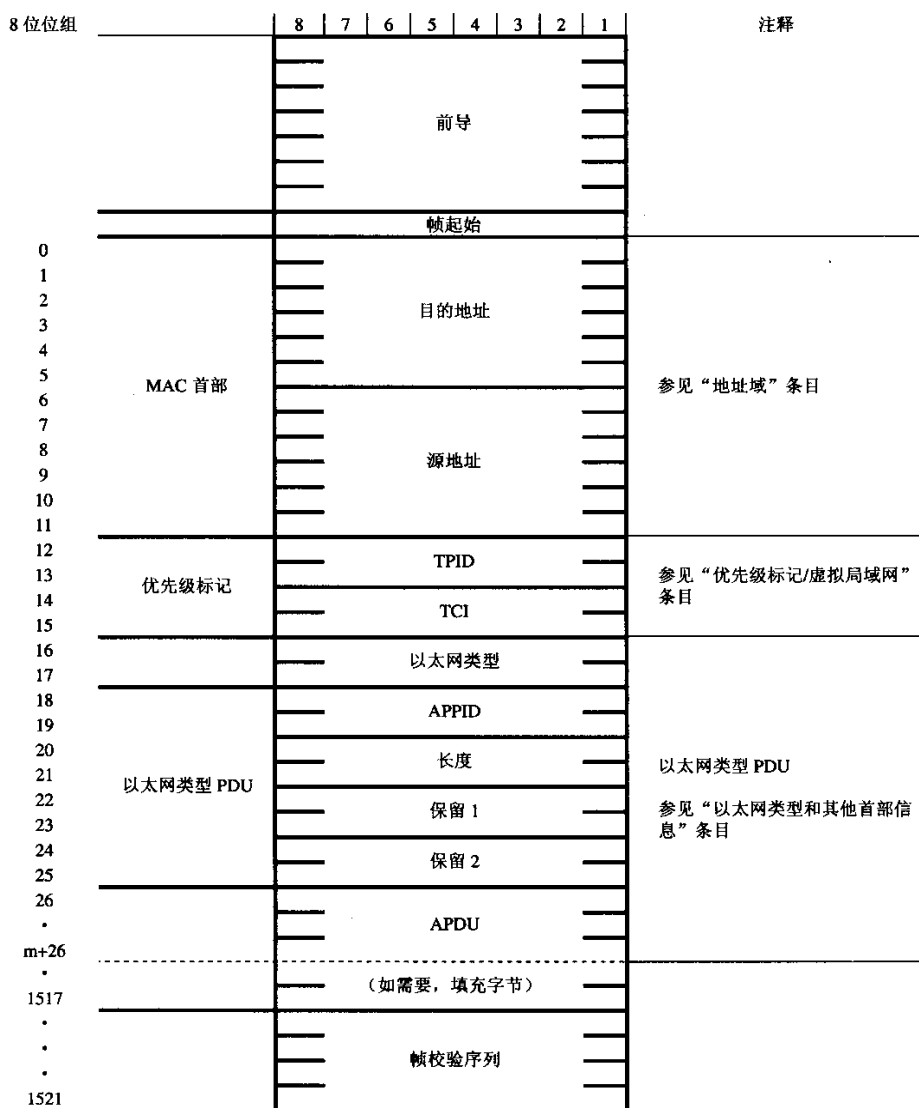 8 位位组 8 7 6 5 4 3 2 1 注释
前导
帧起始
0
1
2
3
目的地址
4
5
MAC 首部
参见“地址域”条目
6
7
8
源地址
9
10
11
12
TPID
13
优先级标记
参见“优先级标记/虚拟局域网”
条目
14
TCI
15
16
以太网类型
17
18
APPID
19
20
长度
21
以太网类型 PDU
以太网类型 PDU
22
保留 1
参见“以太网类型和其他首部信
息”条目
23
24
保留 2
25
26
·
APDU
m+26
·
(如需要，填充字节)
1517
·
·
帧校验序列
·
1521